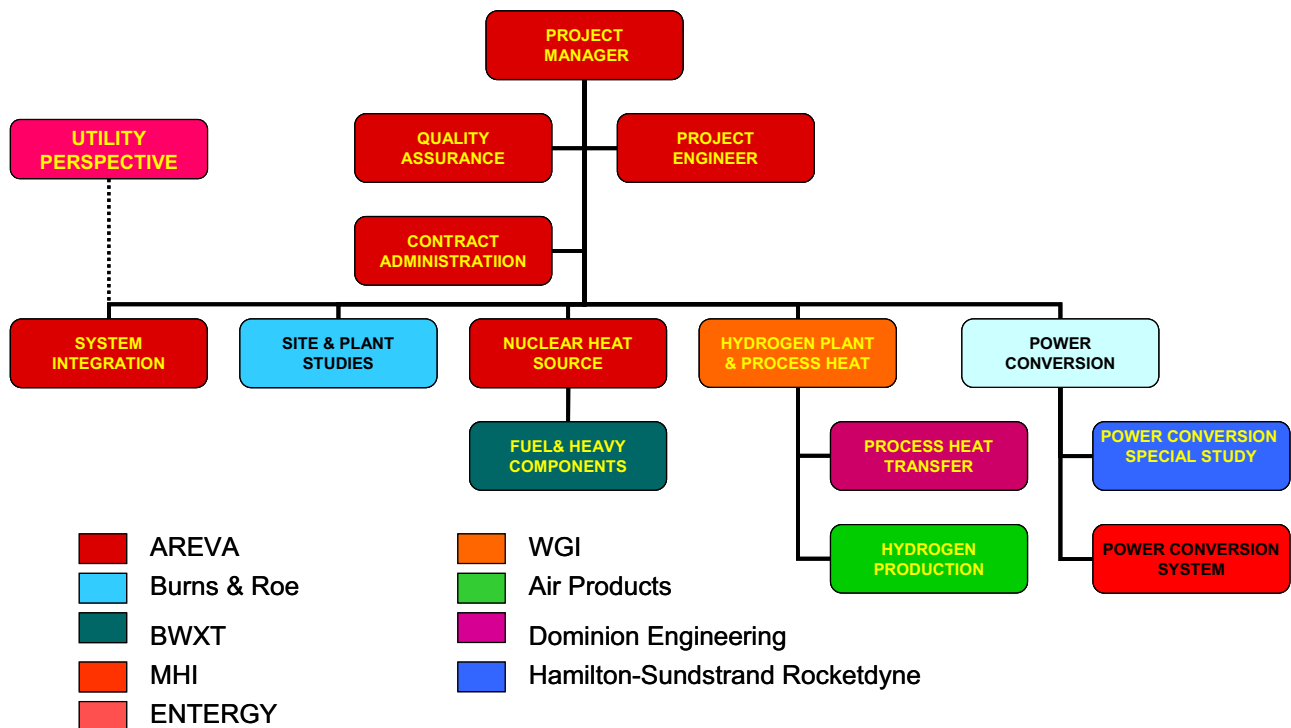 PROJECT
MANAGER
UTILITY
PERSPECTIVE
QUALITY
ASSURANCE
PROJECT
ENGINEER
CONTRACT
ADMINISTRATIION
SYSTEM
INTEGRATION
SITE & PLANT
STUDIES
NUCLEAR HEAT
SOURCE
HYDROGEN PLANT
& PROCESS HEAT
POWER
CONVERSION
FUEL& HEAVY
COMPONENTS
PROCESS HEAT
TRANSFER
POWER CONVERSION
SPECIAL STUDY
HYDROGEN
PRODUCTION
POWER CONVERSION
SYSTEM
AREVA
Burns & Roe
BWXT
MHI
ENTERGY
WGI
Air Products
Dominion Engineering
Hamilton-Sundstrand Rocketdyne